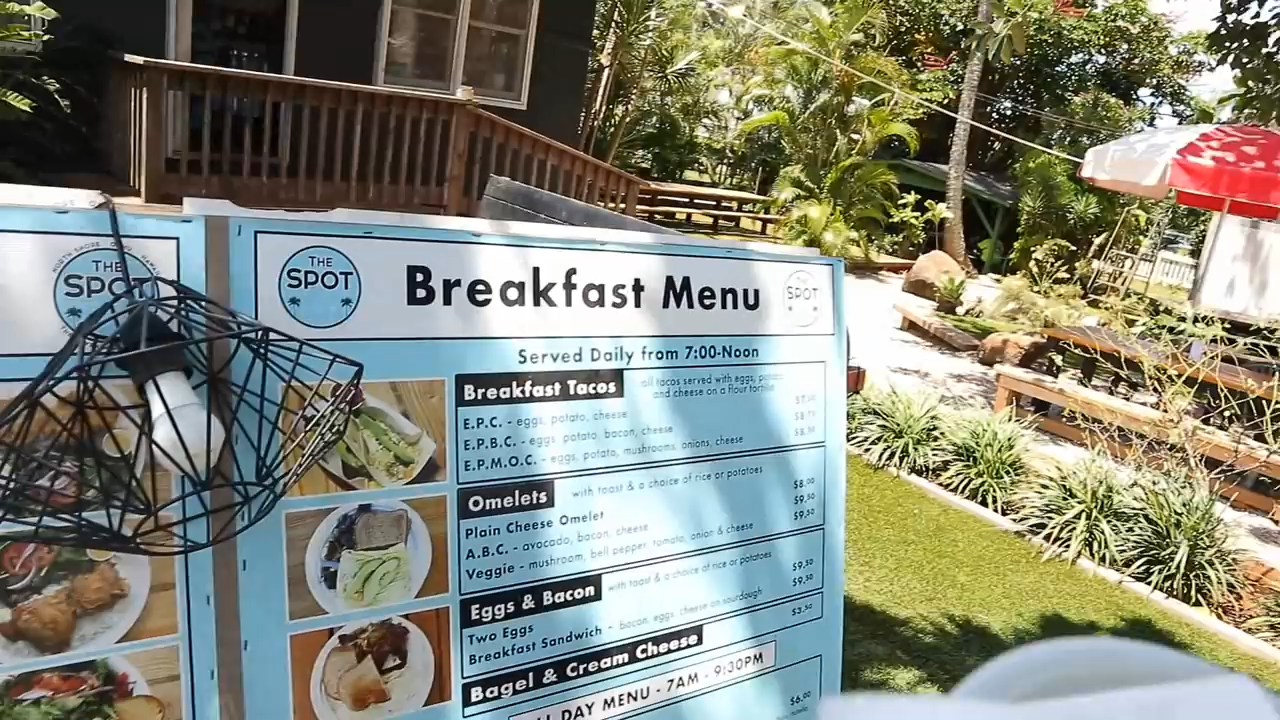 THE
SPOT
THE
SPOT
Breakfast Menu
THE
SPOT
Served Daily from 7:00-Noon
Breakfast Tacos all tacos served with eggs, potato
and cheese on a flour tortilla
E.P.C. - eggs, potato, cheese
E.P.B.C. - eggs, potato, bacon, cheese
E.P.M.O.C. - eggs, potato, mushrooms, onions, cheese
Omelets with toast & a choice of rice or potatoes
Plain Cheese Omelet $8.00
A.B.C. - avocado, bacon, cheese $9.50
Veggie - mushroom, bell pepper, tomato, onion & cheese $9.50
Eggs & Bacon with toast & a choice of rice or potatoes
Two Eggs $9.50
Breakfast Sandwich - bacon, eggs, cheese on sourdough $9.50
Bagel & Cream Cheese $3.50
DAY MENU - 7AM - 9:30PM
$6.00